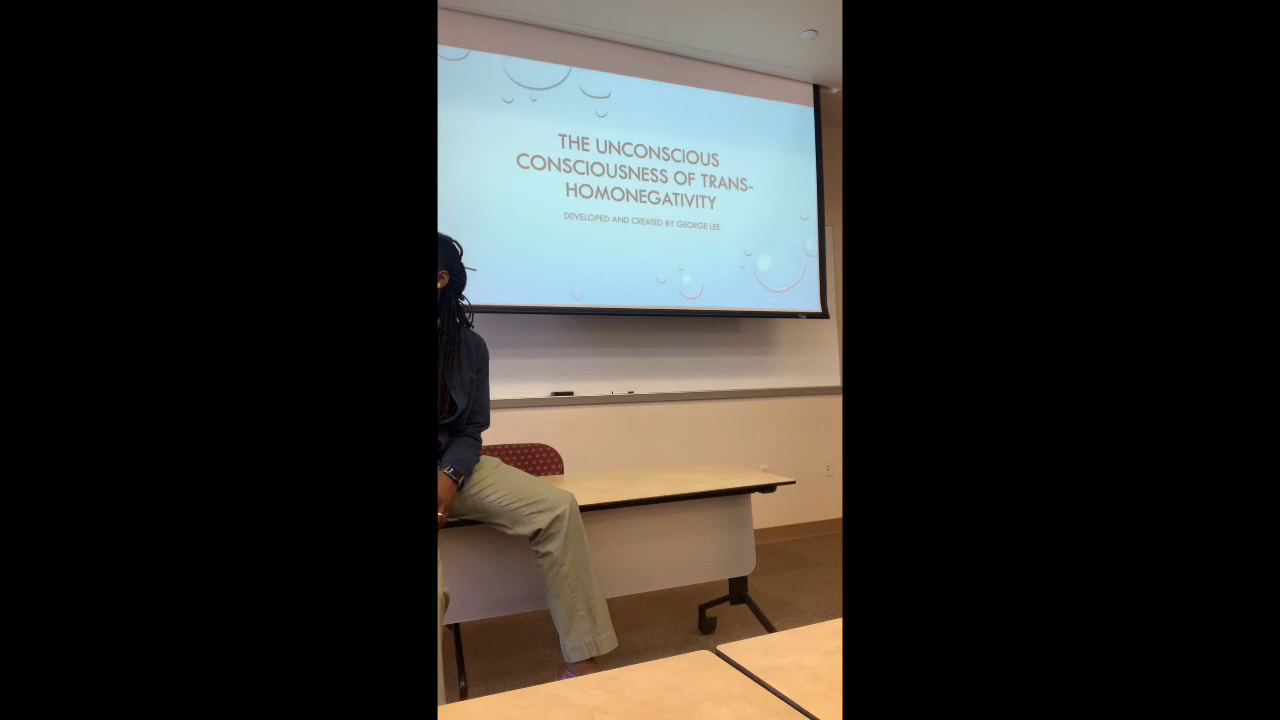 THE UNCONSCIOUS
CONSCIOUSNESS OF TRANS-
HOMONEGATIVITY
DEVELOPED AND CREATED BY GEORGE LEE